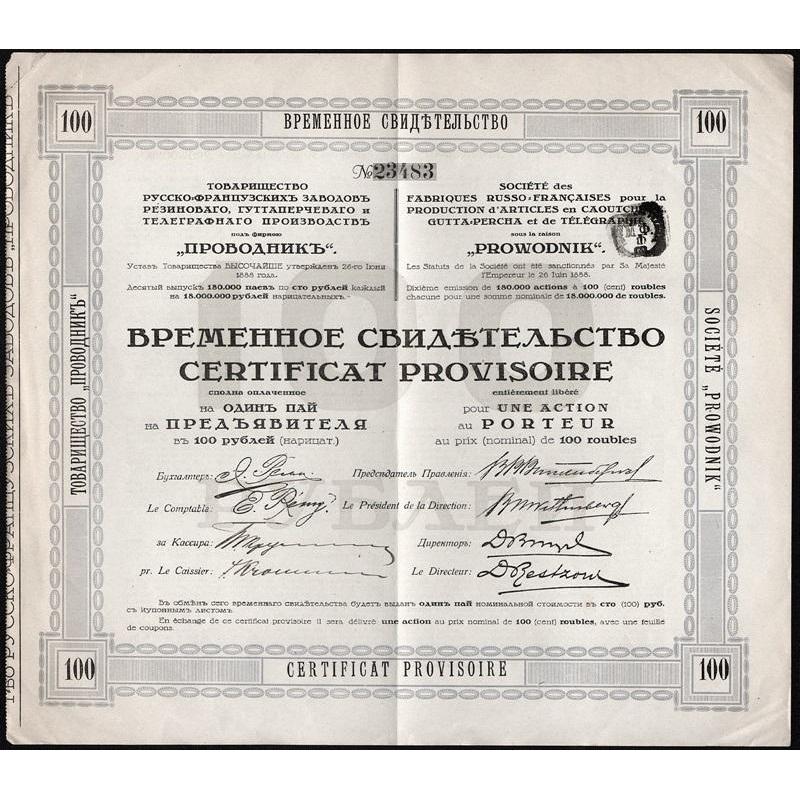 100
ВРЕМЕННОЕ СВИДѢТЕЛЬСТВО
100
№ 23483
ТОВАРИЩЕСТВО
РУССКО-ФРАНЦУЗСКИХЪ ЗАВОДОВЪ
РЕЗИНОВАГО, ГУТТАПЕРЧЕВАГО и
ТЕЛЕГРАФНАГО ПРОИЗВОДСТВЪ
подъ фирмою
„ПРОВОДНИКЪ“.
Уставъ Товарищества ВЫСОЧАЙШЕ утвержденъ 26-го Іюня
1888 года.
Десятый выпускъ 180.000 паевъ по сто рублей каждый
на 18.000.000 рублей нарицательныхъ.
SOCIÉTÉ des
FABRIQUES RUSSO-FRANÇAISES pour la
PRODUCTION d'ARTICLES en CAOUTCHOUC
GUTTA-PERCHA et de TÉLÉGRAPHIE
sous la raison
„PROWODNIK“.
Les Statuts de la Société ont été sanctionnés par Sa Majesté
l'Empereur le 26 Juin 1888.
Dixième émission de 180.000 actions à 100 (cent) roubles
chacune pour une somme nominale de 18.000.000 de roubles.
100
ВРЕМЕННОЕ СВИДѢТЕЛЬСТВО
CERTIFICAT PROVISOIRE
сполна оплаченное
на ОДИНЪ ПАЙ
на ПРЕДЪЯВИТЕЛЯ
въ 100 рублей (нарицат.)
entièrement libéré
pour UNE ACTION
au PORTEUR
au prix (nominal) de 100 roubles
РУБЛЕЙ
Бухгалтеръ:
Предсѣдатель Правленія:
Le Comptable: E. Rémy
Le Président de la Direction:
за Кассира:
Директоръ:
pr. Le Caissier:
Le Directeur:
Въ обмѣнъ сего временнаго свидѣтельства будетъ выданъ одинъ пай номинальной стоимости въ сто (100) руб.
съ купоннымъ листомъ.
En échange de ce certificat provisoire il sera délivré une action au prix nominal de 100 (cent) roubles, avec une feuille
de coupons.
ТОВАРИЩЕСТВО „ПРОВОДНИКЪ“
SOCIÉTÉ „PROWODNIK“
100
CERTIFICAT PROVISOIRE
100